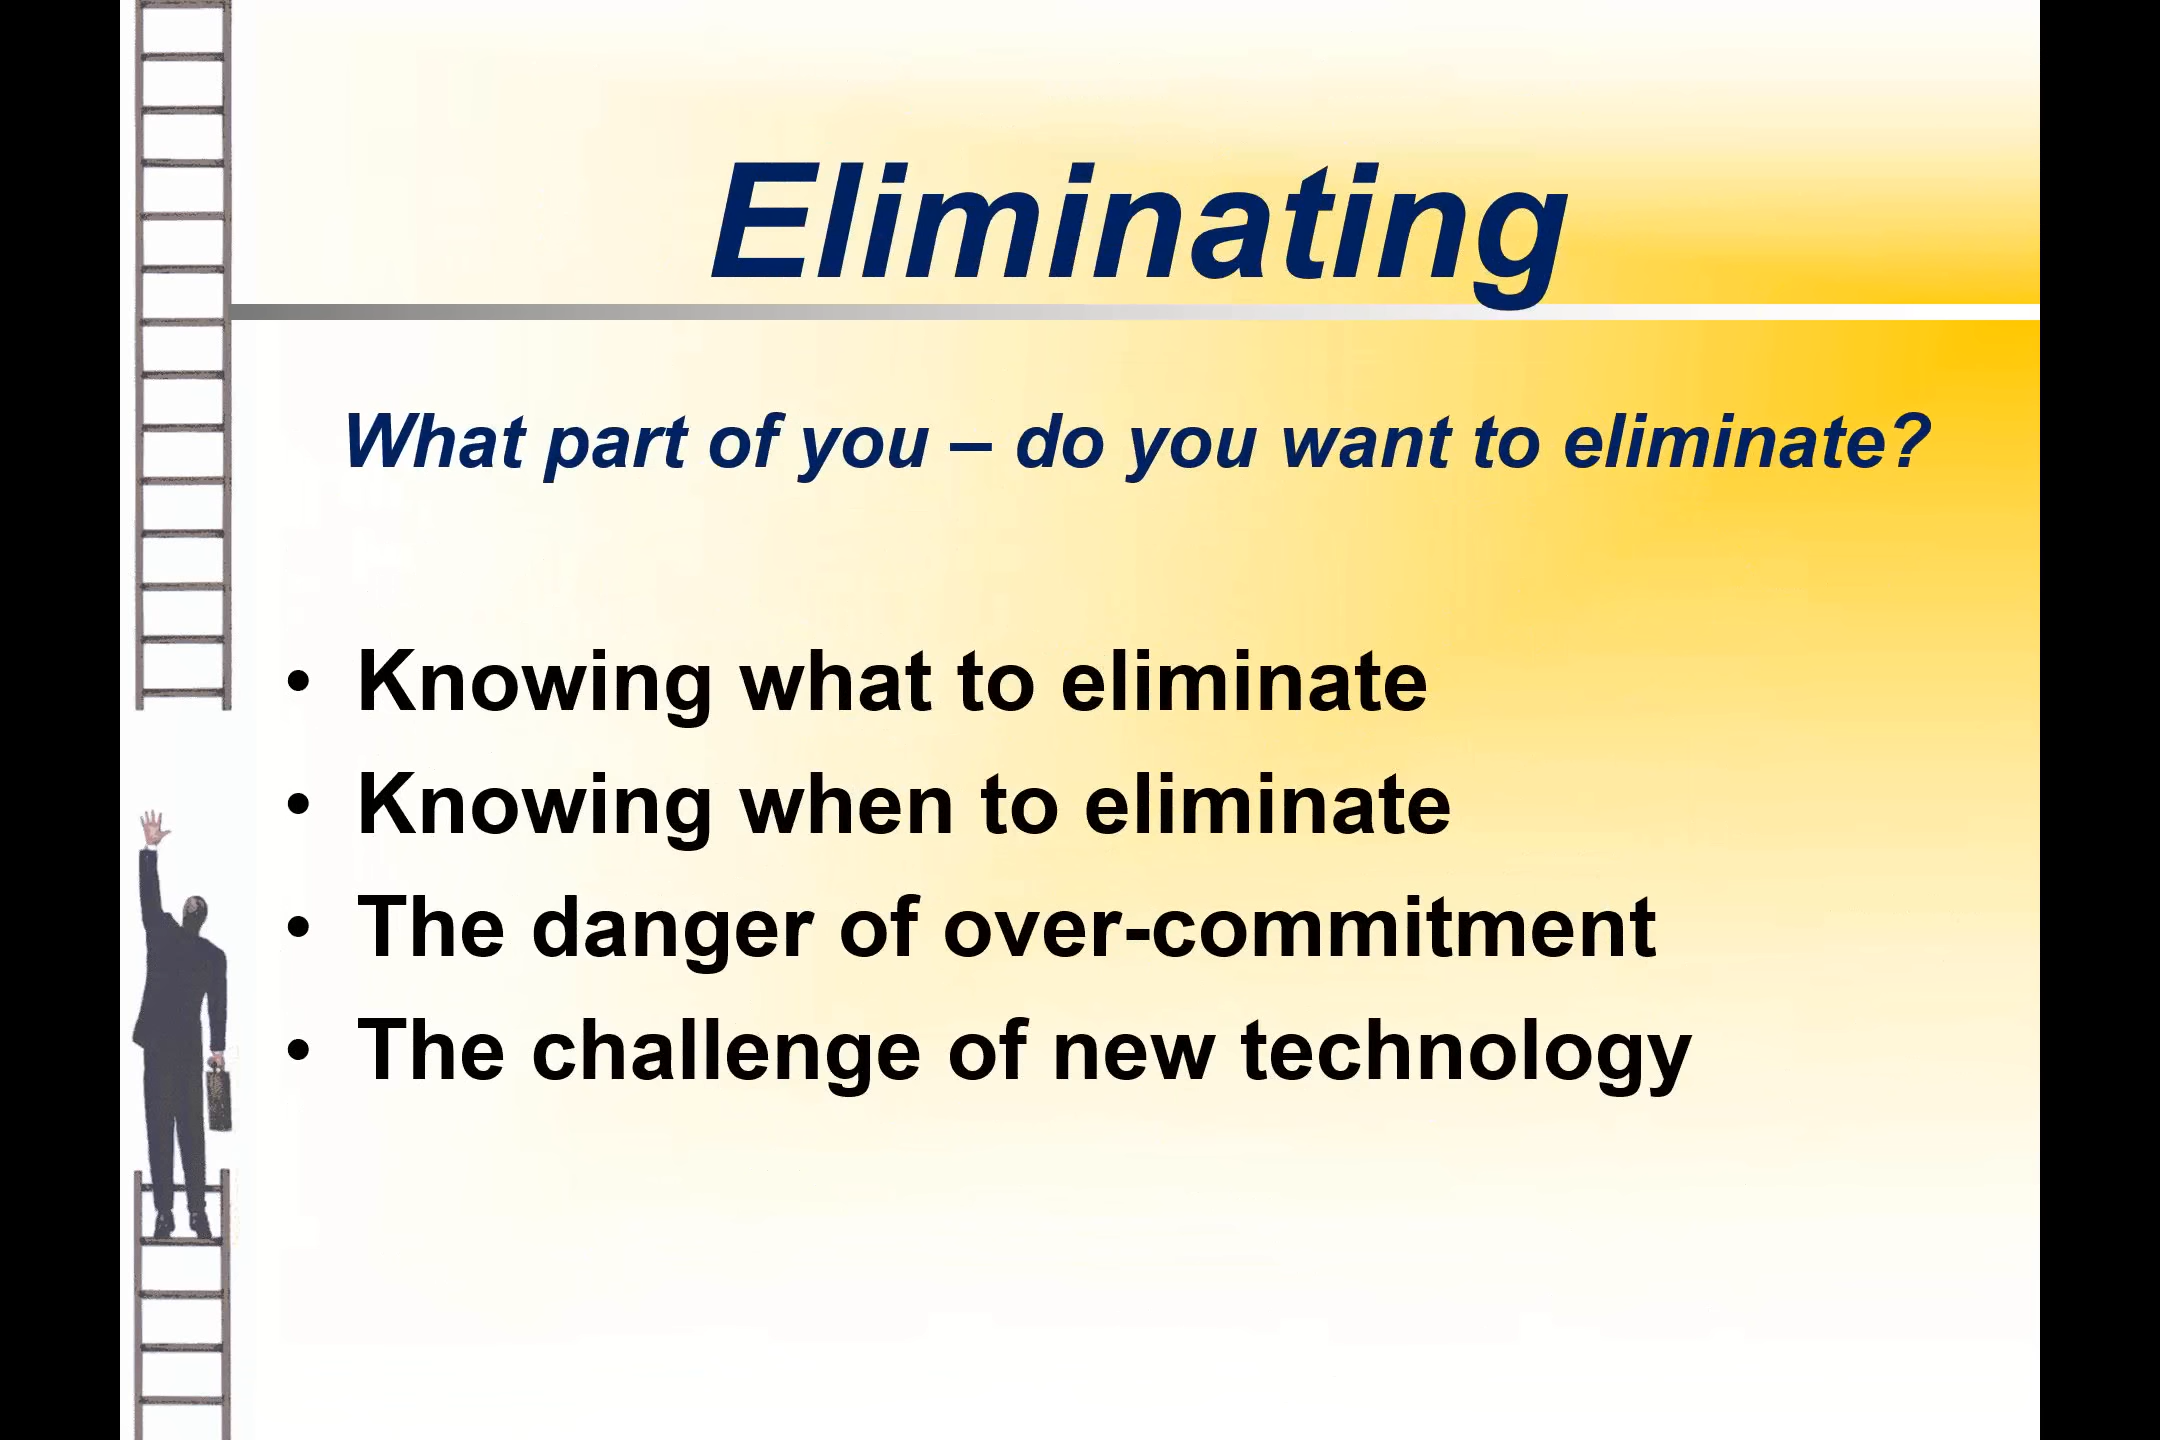 Eliminating
What part of you – do you want to eliminate?
• Knowing what to eliminate
• Knowing when to eliminate
• The danger of over-commitment
• The challenge of new technology